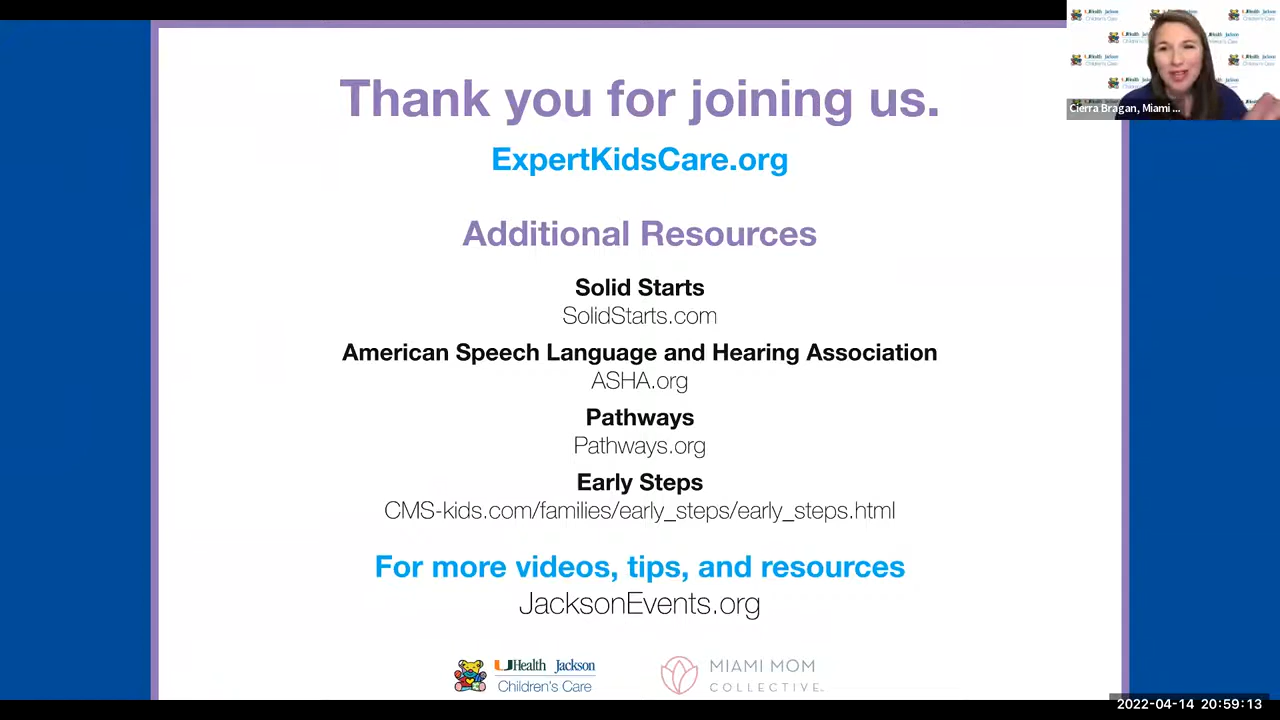 Thank you for joining us.
ExpertKidsCare.org
Additional Resources
Solid Starts
SolidStarts.com
American Speech Language and Hearing Association
ASHA.org
Pathways
Pathways.org
Early Steps
CMS-kids.com/families/early_steps/early_steps.html
For more videos, tips, and resources
JacksonEvents.org
UHealth Jackson
Children's Care
MIAMI MOM
COLLECTIVE
Cierra Bragan, Miami ...
2022-04-14 20:59:13